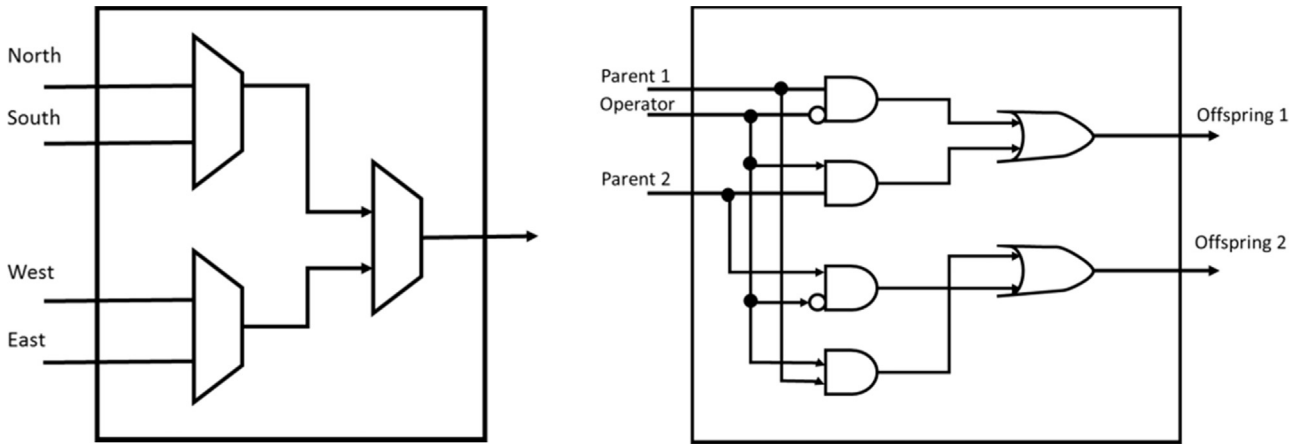 North
South
West
East
Parent 1
Operator
Parent 2
Offspring 1
Offspring 2